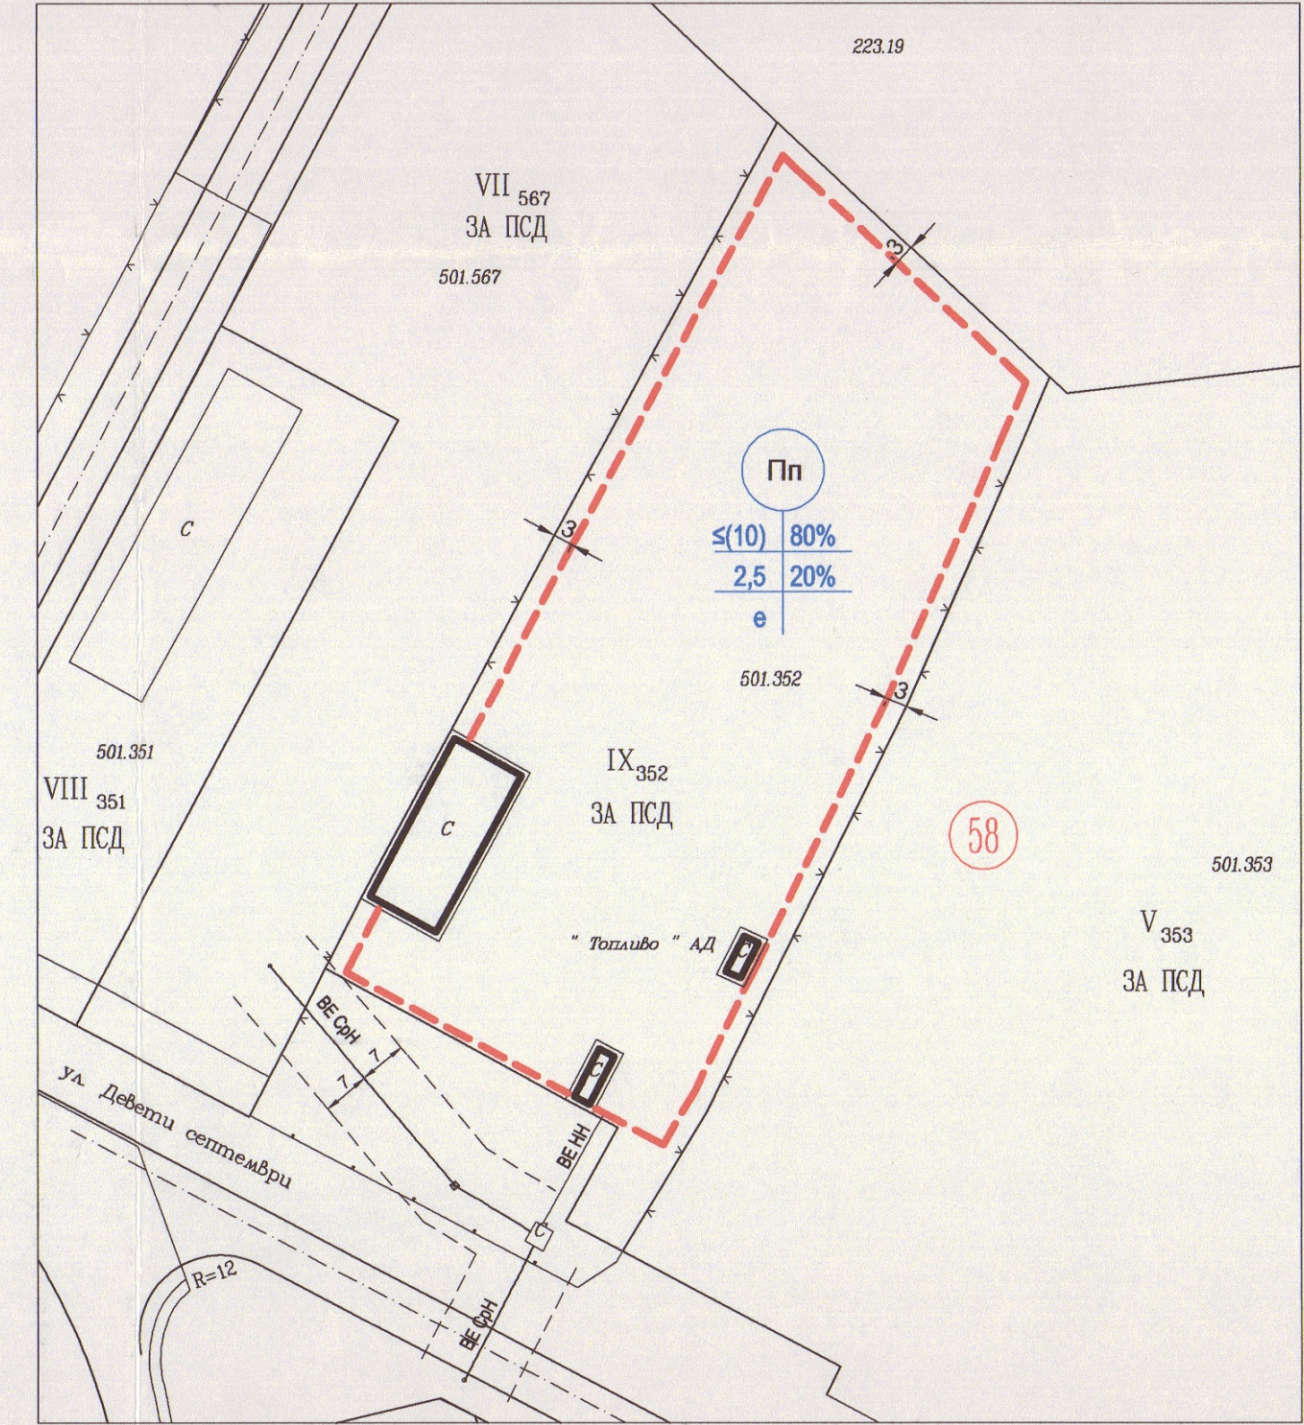 223.19
VII 567
ЗА ПСД
501.567
3
Пп
≤(10) 80%
2,5 20%
е
3
С
501.352
3
501.351
VIII 351
ЗА ПСД
IX 352
ЗА ПСД
С
58
501.353
V 353
ЗА ПСД
" Топливо " АД
С
ВЕ СрН
7
7
С
ул. Девети септември
ВЕ НН
С
R=12
ВЕ СрН